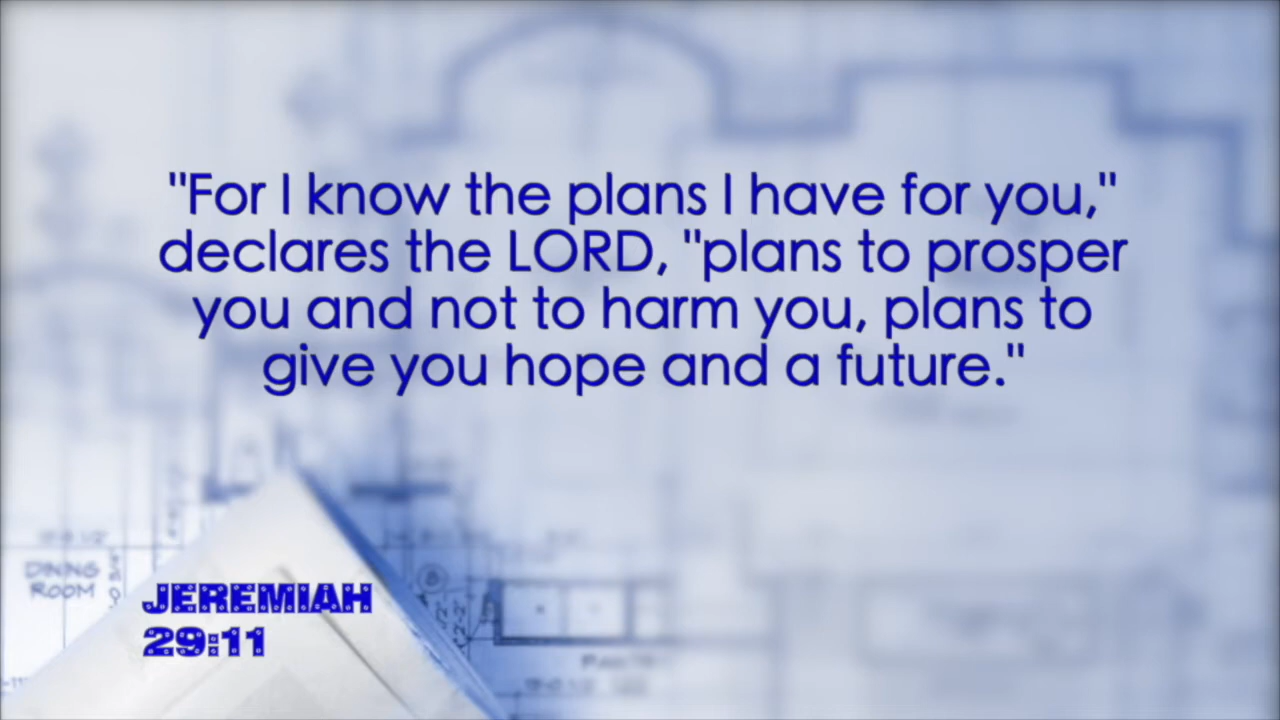 "For I know the plans I have for you,"
declares the LORD, "plans to prosper
you and not to harm you, plans to
give you hope and a future."
DINING
ROOM
JEREMIAH
29:11